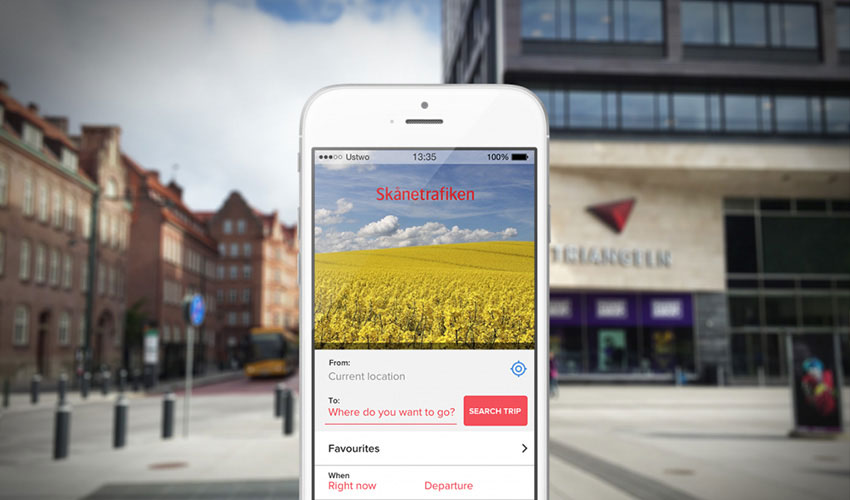 Ustwo 13:35 100%
Skånetrafiken
TRIANGELN
From:
Current location
To:
Where do you want to go?
SEARCH TRIP
Favourites
When
Right now Departure